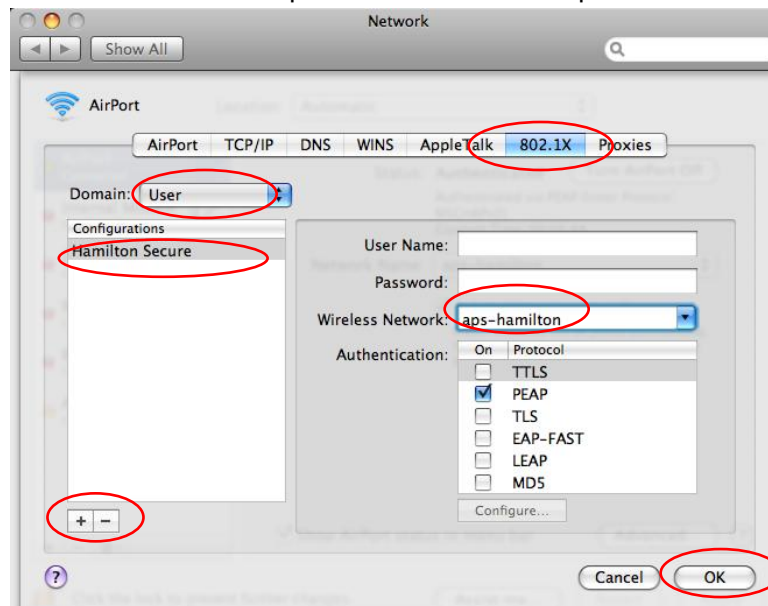 Network
Show All
AirPort
AirPort TCP/IP DNS WINS AppleTalk 802.1X Proxies
Domain: User
Configurations
Hamilton Secure
User Name:
Password:
Wireless Network: aps-hamilton
Authentication: On Protocol
TTLS
PEAP
TLS
EAP-FAST
LEAP
MD5
Configure...
+ -
? Cancel OK